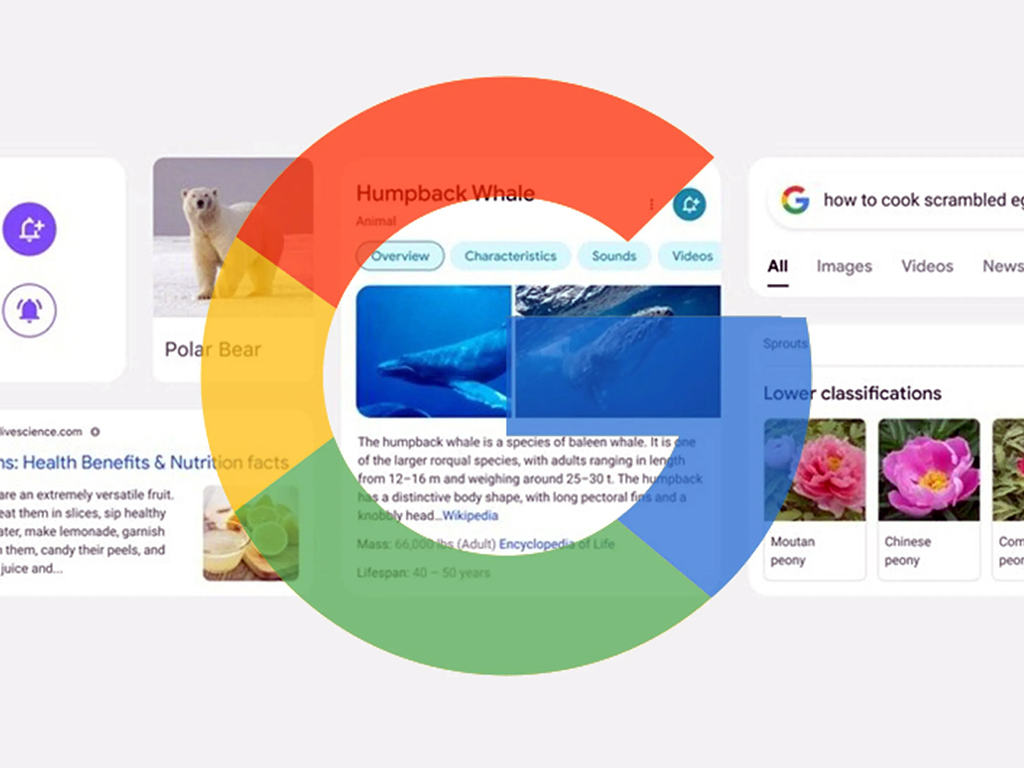 Polar Bear
livescience.com
ns: Health Benefits & Nutrition facts
are an extremely versatile fruit.
eat them in slices, sip healthy
ater, make lemonade, garnish
n them, candy their peels, and
juice and...
Humpback Whale
Animal
Overview Characteristics Sounds Videos
The humpback whale is a species of baleen whale. It is one
of the larger rorqual species, with adults ranging in length
from 12–16 m and weighing around 25–30 t. The humpback
has a distinctive body shape, with long pectoral fins and a
knobbly head...Wikipedia
Mass: 66,000 lbs (Adult) Encyclopedia of Life
Lifespan: 40 – 50 years
how to cook scrambled eg
All Images Videos News
Sprouts
Lower classifications
Moutan
peony
Chinese
peony
Com
peor